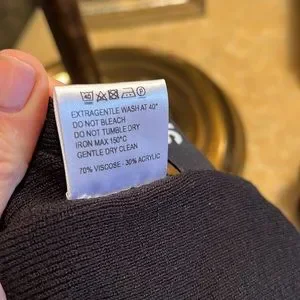 40
EXTRAGENTLE WASH AT 40°
DO NOT BLEACH
DO NOT TUMBLE DRY
IRON MAX 150°C
GENTLE DRY CLEAN
70% VISCOSE - 30% ACRYLIC